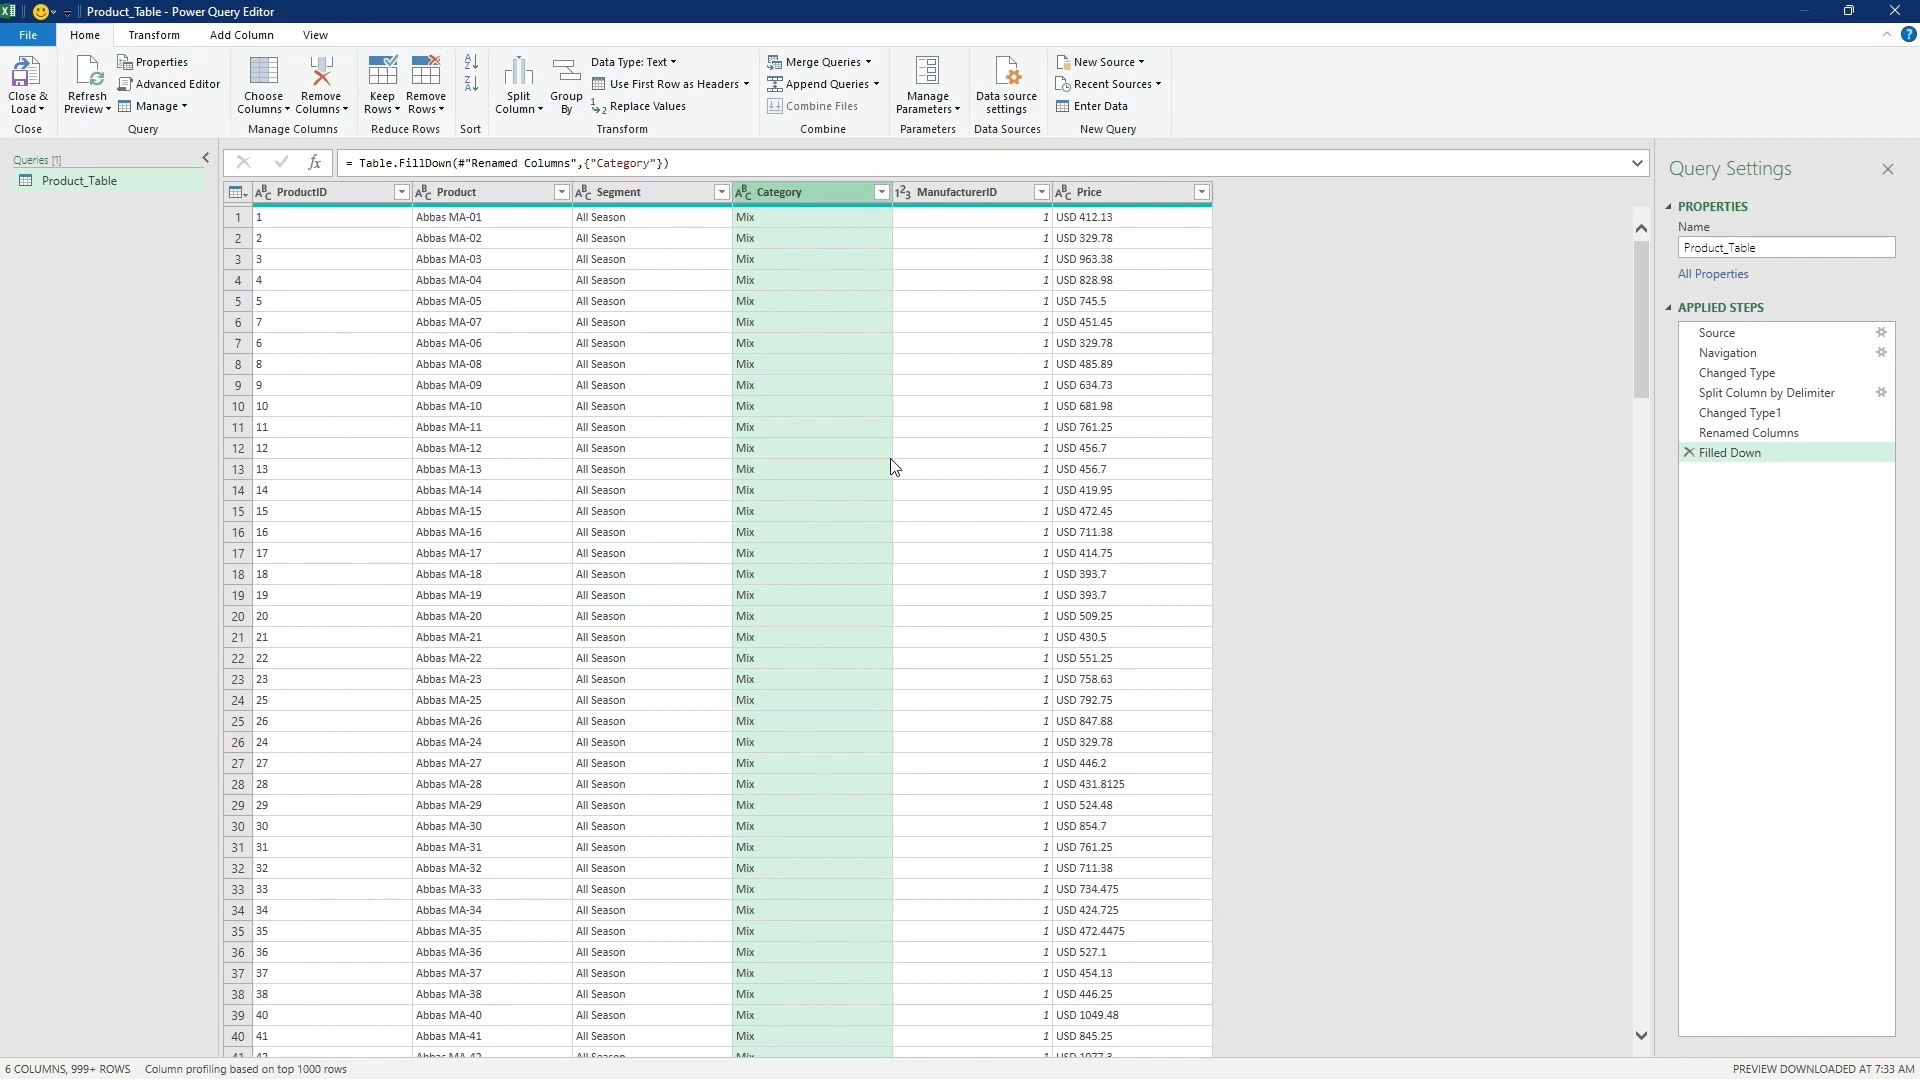 Product_Table - Power Query Editor
File
Home
Transform
Add Column
View
Close & Load
Close
Refresh Preview
Properties
Advanced Editor
Manage
Query
Choose Columns
Remove Columns
Manage Columns
Keep Rows
Remove Rows
Reduce Rows
Sort
Split Column
Group By
Data Type: Text
Use First Row as Headers
Replace Values
Transform
Merge Queries
Append Queries
Combine Files
Combine
Manage Parameters
Parameters
Data source settings
Data Sources
New Source
Recent Sources
Enter Data
New Query
Queries [1]
Product_Table
fx
= Table.FillDown(#"Renamed Columns",{"Category"})
ProductID Product Segment Category ManufacturerID Price
1 1 Abbas MA-01 All Season Mix 1 USD 412.13
2 2 Abbas MA-02 All Season Mix 1 USD 329.78
3 3 Abbas MA-03 All Season Mix 1 USD 963.38
4 4 Abbas MA-04 All Season Mix 1 USD 828.98
5 5 Abbas MA-05 All Season Mix 1 USD 745.5
6 7 Abbas MA-07 All Season Mix 1 USD 451.45
7 6 Abbas MA-06 All Season Mix 1 USD 329.78
8 8 Abbas MA-08 All Season Mix 1 USD 485.89
9 9 Abbas MA-09 All Season Mix 1 USD 634.73
10 10 Abbas MA-10 All Season Mix 1 USD 681.98
11 11 Abbas MA-11 All Season Mix 1 USD 761.25
12 12 Abbas MA-12 All Season Mix 1 USD 456.7
13 13 Abbas MA-13 All Season Mix 1 USD 456.7
14 14 Abbas MA-14 All Season Mix 1 USD 419.95
15 15 Abbas MA-15 All Season Mix 1 USD 472.45
16 16 Abbas MA-16 All Season Mix 1 USD 711.38
17 17 Abbas MA-17 All Season Mix 1 USD 414.75
18 18 Abbas MA-18 All Season Mix 1 USD 393.7
19 19 Abbas MA-19 All Season Mix 1 USD 393.7
20 20 Abbas MA-20 All Season Mix 1 USD 509.25
21 21 Abbas MA-21 All Season Mix 1 USD 430.5
22 22 Abbas MA-22 All Season Mix 1 USD 551.25
23 23 Abbas MA-23 All Season Mix 1 USD 758.63
24 25 Abbas MA-25 All Season Mix 1 USD 792.75
25 26 Abbas MA-26 All Season Mix 1 USD 847.88
26 24 Abbas MA-24 All Season Mix 1 USD 329.78
27 27 Abbas MA-27 All Season Mix 1 USD 446.2
28 28 Abbas MA-28 All Season Mix 1 USD 431.8125
29 29 Abbas MA-29 All Season Mix 1 USD 524.48
30 30 Abbas MA-30 All Season Mix 1 USD 854.7
31 31 Abbas MA-31 All Season Mix 1 USD 761.25
32 32 Abbas MA-32 All Season Mix 1 USD 711.38
33 33 Abbas MA-33 All Season Mix 1 USD 734.475
34 34 Abbas MA-34 All Season Mix 1 USD 424.725
35 35 Abbas MA-35 All Season Mix 1 USD 472.4475
36 36 Abbas MA-36 All Season Mix 1 USD 527.1
37 37 Abbas MA-37 All Season Mix 1 USD 454.13
38 38 Abbas MA-38 All Season Mix 1 USD 446.25
39 40 Abbas MA-40 All Season Mix 1 USD 1049.48
40 41 Abbas MA-41 All Season Mix 1 USD 845.25
41 42 Abbas MA-42 All Season Mix 1 USD 1077.3
Query Settings
PROPERTIES
Name
Product_Table
All Properties
APPLIED STEPS
Source
Navigation
Changed Type
Split Column by Delimiter
Changed Type1
Renamed Columns
Filled Down
6 COLUMNS, 999+ ROWS Column profiling based on top 1000 rows
PREVIEW DOWNLOADED AT 7:33 AM